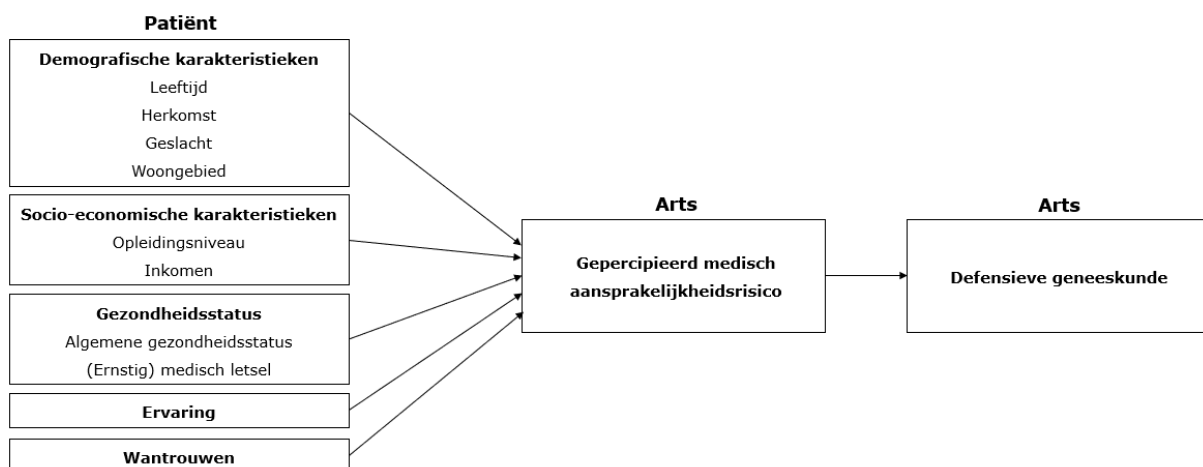 Patiënt
Demografische karakteristieken
Leeftijd
Herkomst
Geslacht
Woongebied
Socio-economische karakteristieken
Opleidingsniveau
Inkomen
Gezondheidsstatus
Algemene gezondheidsstatus
(Ernstig) medisch letsel
Ervaring
Wantrouwen
Arts
Gepercipieerd medisch
aansprakelijkheidsrisico
Arts
Defensieve geneeskunde